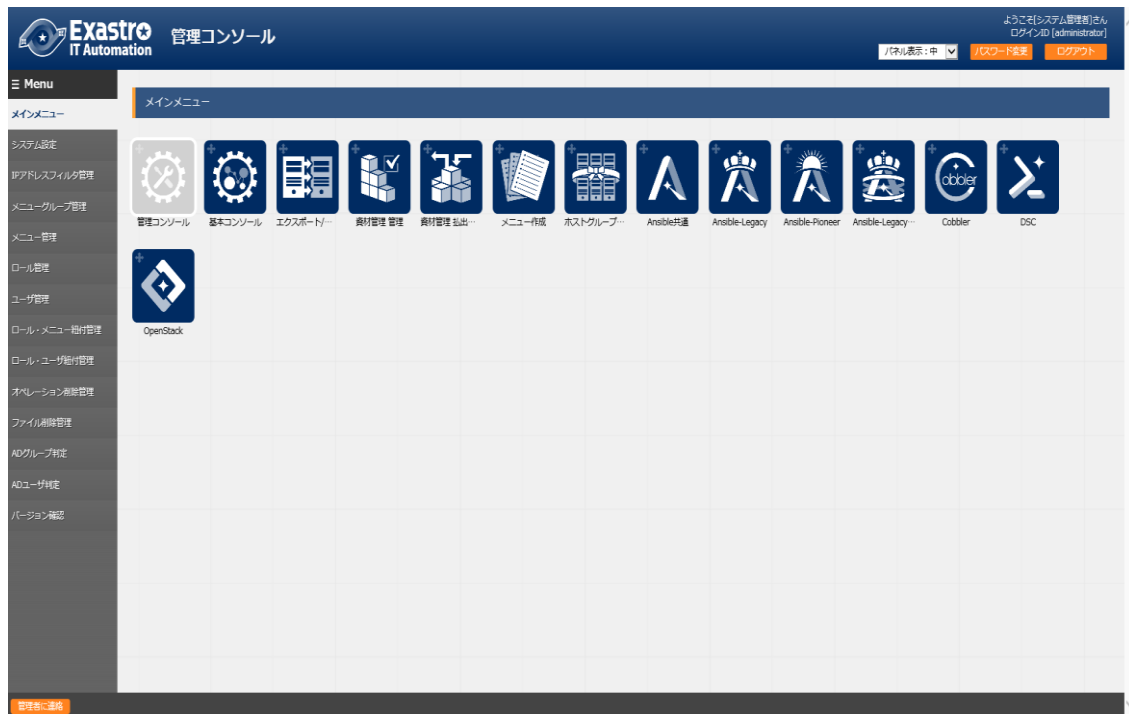 Exastro
IT Automation
管理コンソール
ようこそ[システム管理者]さん
ログインID [administrator]
パネル表示 : 中
パスワード変更
ログアウト
Menu
メインメニュー
システム設定
IPアドレスフィルタ管理
メニューグループ管理
メニュー管理
ロール管理
ユーザ管理
ロール・メニュー紐付管理
ロール・ユーザ紐付管理
オペレーション削除管理
ファイル削除管理
ADグループ判定
ADユーザ判定
バージョン確認
メインメニュー
管理コンソール
基本コンソール
エクスポート/…
資材管理 管理
資材管理 払出…
メニュー作成
ホストグループ…
Ansible共通
Ansible-Legacy
Ansible-Pioneer
Ansible-Legacy…
cobbler
Cobbler
DSC
OpenStack
管理者に連絡